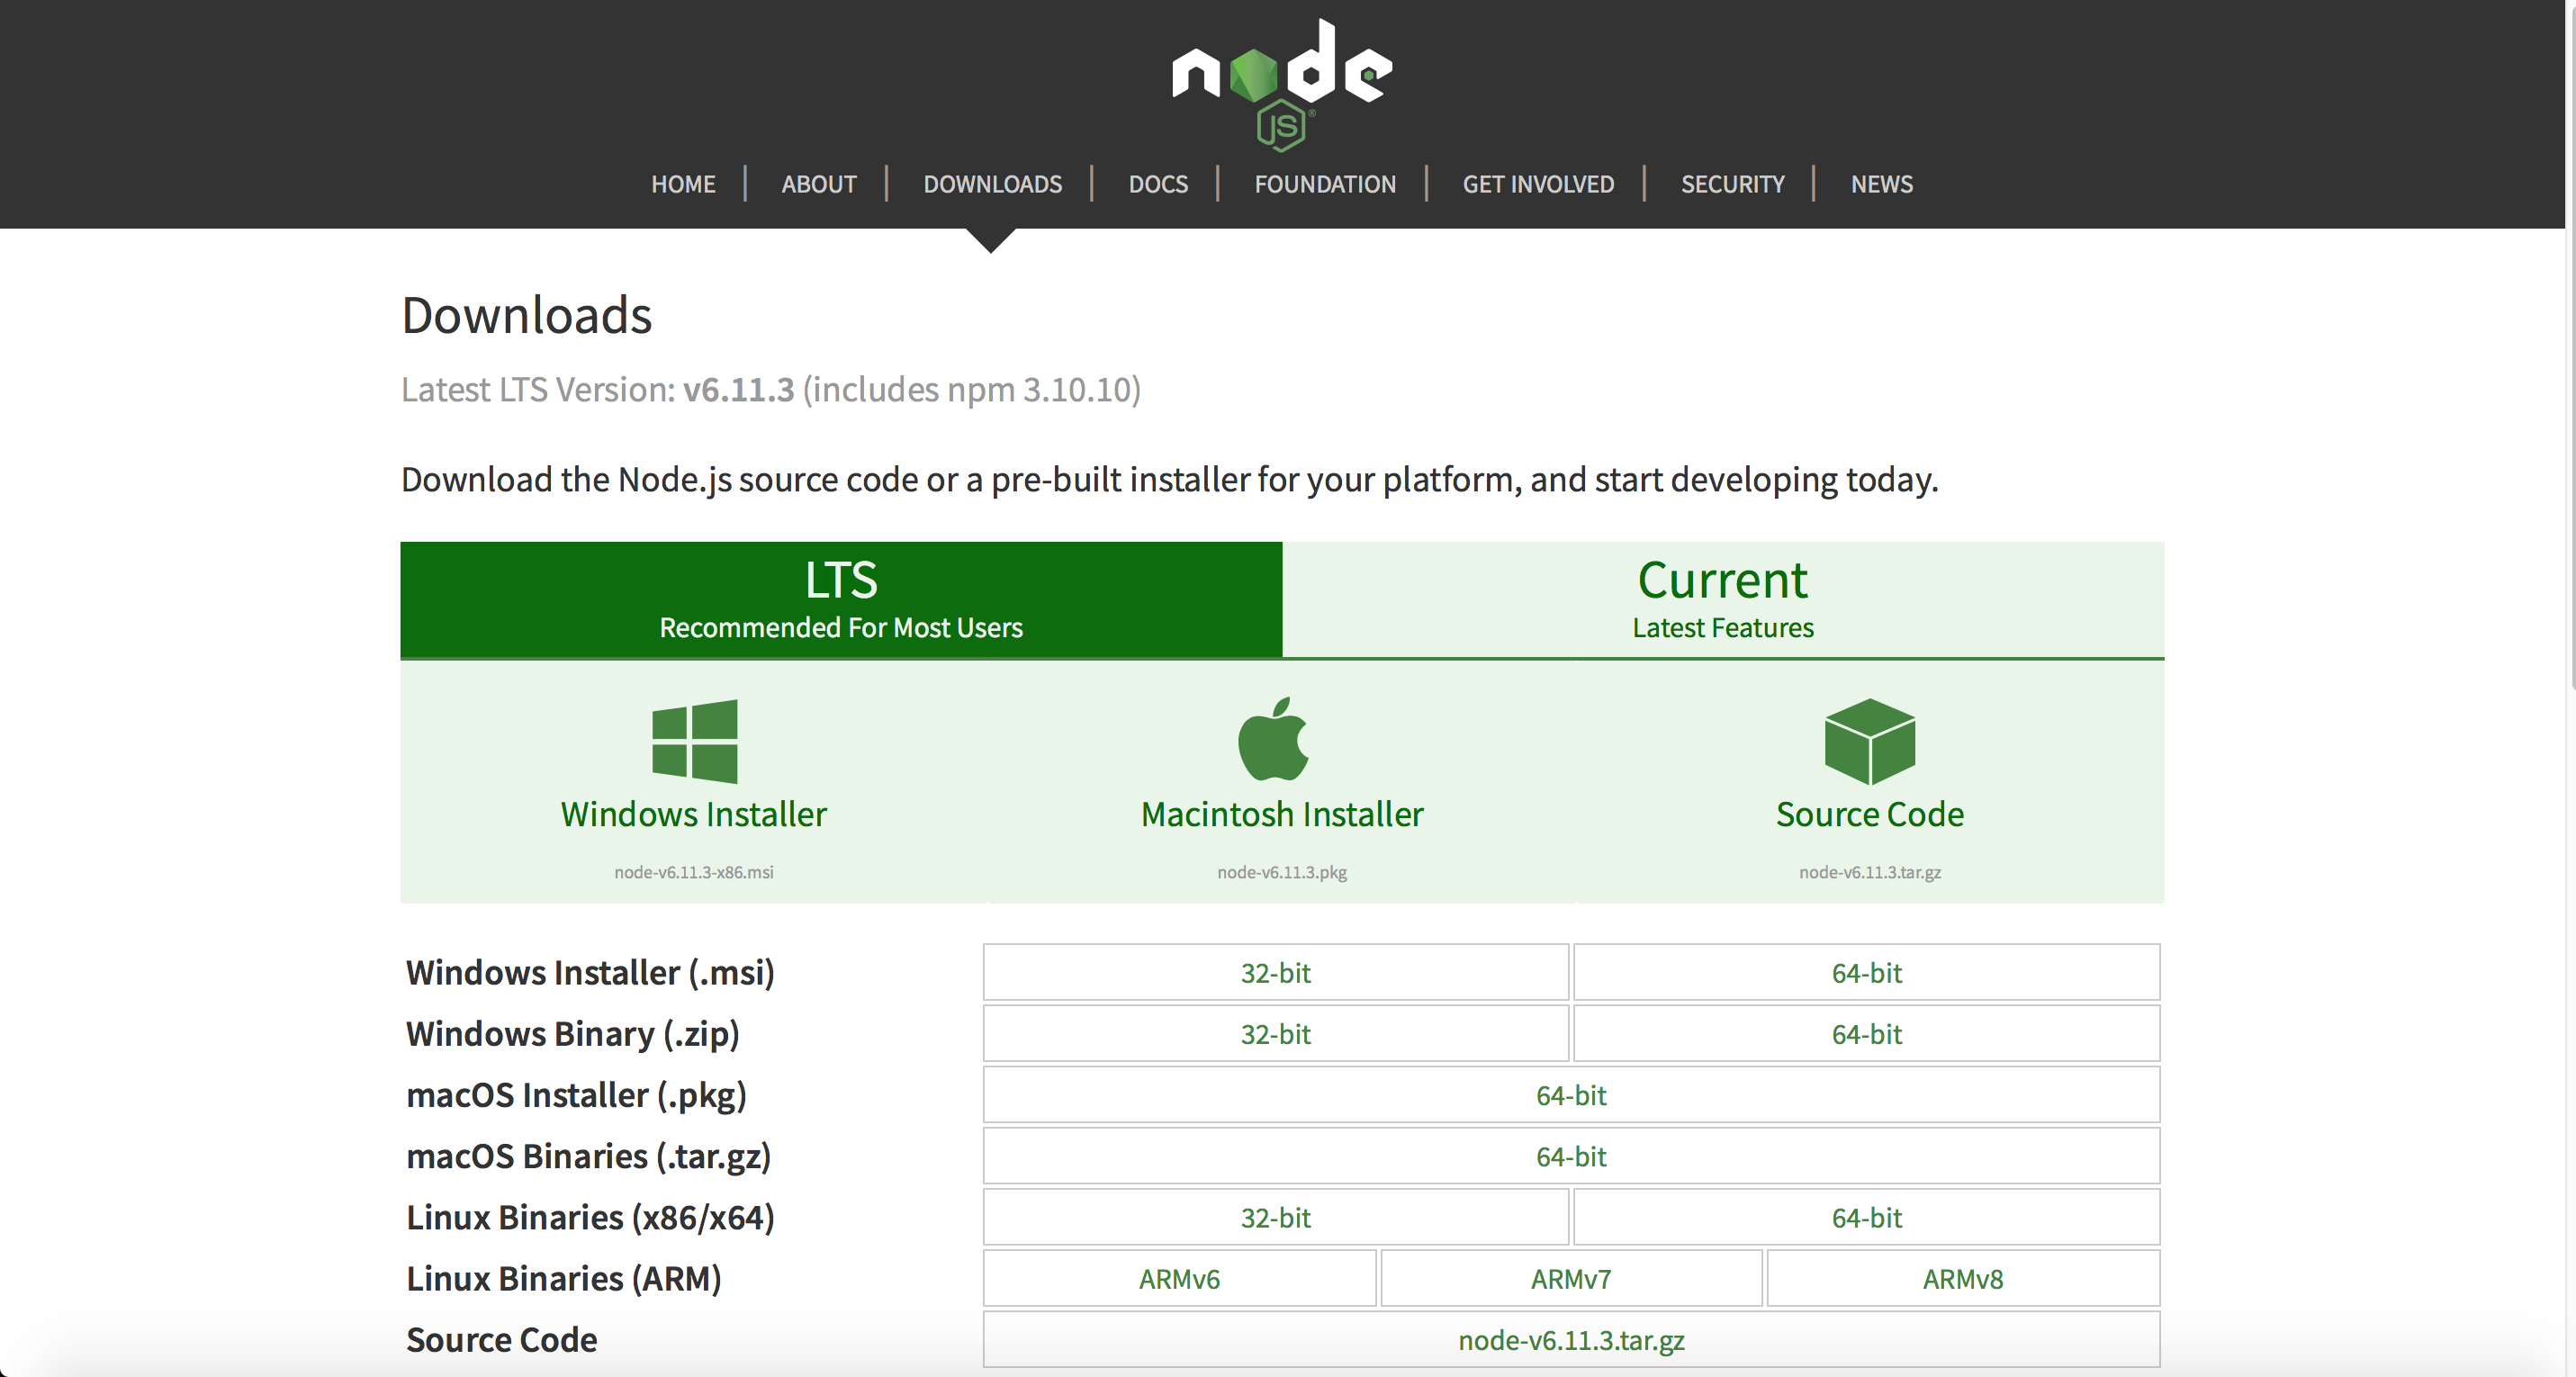 node
JS®
HOME | ABOUT | DOWNLOADS | DOCS | FOUNDATION | GET INVOLVED | SECURITY | NEWS
Downloads
Latest LTS Version: v6.11.3 (includes npm 3.10.10)
Download the Node.js source code or a pre-built installer for your platform, and start developing today.
LTS
Recommended For Most Users
Current
Latest Features
Windows Installer
node-v6.11.3-x86.msi
Macintosh Installer
node-v6.11.3.pkg
Source Code
node-v6.11.3.tar.gz
Windows Installer (.msi) 32-bit 64-bit
Windows Binary (.zip) 32-bit 64-bit
macOS Installer (.pkg) 64-bit
macOS Binaries (.tar.gz) 64-bit
Linux Binaries (x86/x64) 32-bit 64-bit
Linux Binaries (ARM) ARMv6 ARMv7 ARMv8
Source Code node-v6.11.3.tar.gz